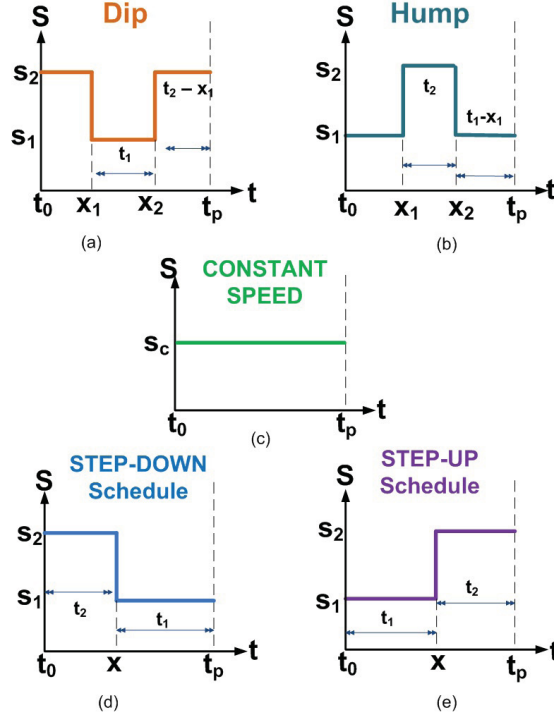 Dip
S
s₂
s₁
t₂ – x₁
t₁
t₀ x₁ x₂ tₚ t
(a)
Hump
S
s₂
s₁
t₂
t₁-x₁
t₀ x₁ x₂ tₚ t
(b)
CONSTANT
SPEED
S
s꜀
t₀ tₚ t
(c)
STEP-DOWN
Schedule
S
s₂
s₁
t₂
t₁
t₀ x tₚ t
(d)
STEP-UP
Schedule
S
s₂
s₁
t₂
t₁
t₀ x tₚ t
(e)